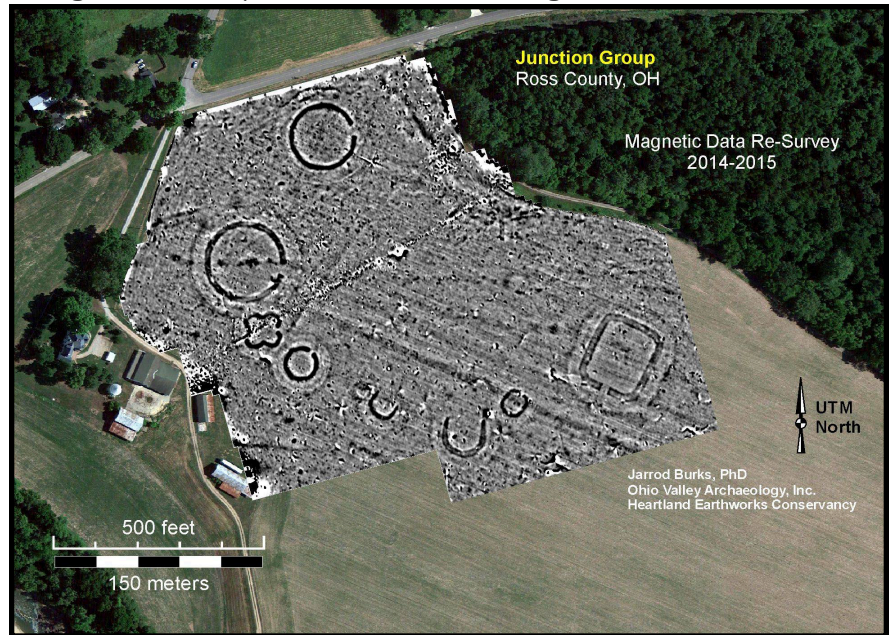 Junction Group
Ross County, OH
Magnetic Data Re-Survey
2014-2015
UTM
North
Jarrod Burks, PhD
Ohio Valley Archaeology, Inc.
Heartland Earthworks Conservancy
500 feet
150 meters